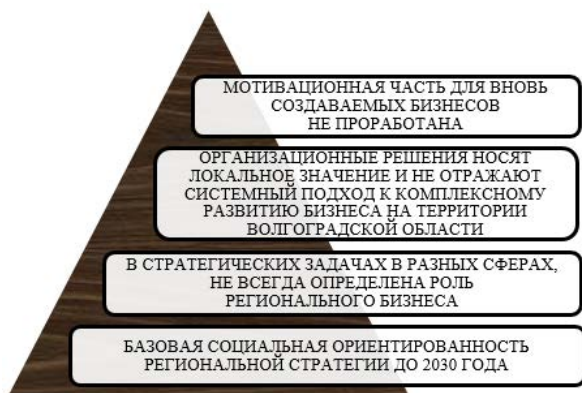 МОТИВАЦИОННАЯ ЧАСТЬ ДЛЯ ВНОВЬ
СОЗДАВАЕМЫХ БИЗНЕСОВ
НЕ ПРОРАБОТАНА
ОРГАНИЗАЦИОННЫЕ РЕШЕНИЯ НОСЯТ
ЛОКАЛЬНОЕ ЗНАЧЕНИЕ И НЕ ОТРАЖАЮТ
СИСТЕМНЫЙ ПОДХОД К КОМПЛЕКСНОМУ
РАЗВИТИЮ БИЗНЕСА НА ТЕРРИТОРИИ
ВОЛГОГРАДСКОЙ ОБЛАСТИ
В СТРАТЕГИЧЕСКИХ ЗАДАЧАХ В РАЗНЫХ СФЕРАХ,
НЕ ВСЕГДА ОПРЕДЕЛЕНА РОЛЬ
РЕГИОНАЛЬНОГО БИЗНЕСА
БАЗОВАЯ СОЦИАЛЬНАЯ ОРИЕНТИРОВАННОСТЬ
РЕГИОНАЛЬНОЙ СТРАТЕГИИ ДО 2030 ГОДА